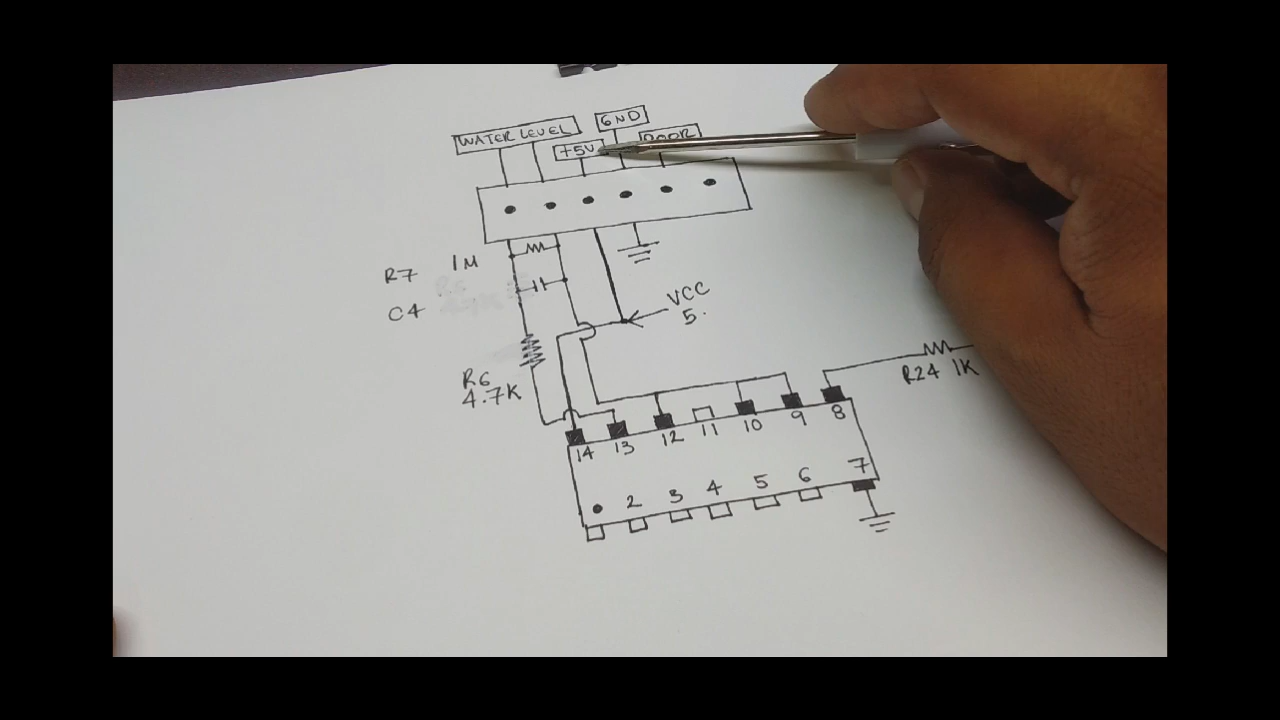 GND
WATER LEVEL
+5V
DOOR
R7 1M
C4
VCC
5.
R6
4.7K
R24 1K
14 13 12 11 10 9 8
2 3 4 5 6 7